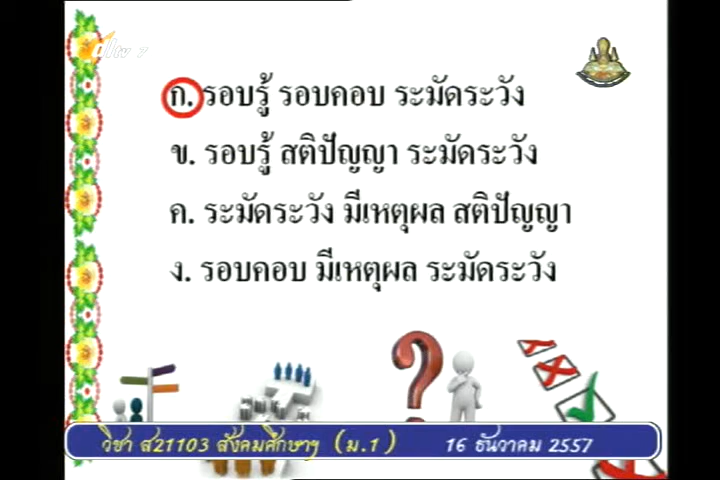 dltv 7
ก. รอบรู้ รอบคอบ ระมัดระวัง
ข. รอบรู้ สติปัญญา ระมัดระวัง
ค. ระมัดระวัง มีเหตุผล สติปัญญา
ง. รอบคอบ มีเหตุผล ระมัดระวัง
?
วิชา ส21103 สังคมศึกษาฯ (ม.1) 16 ธันวาคม 2557